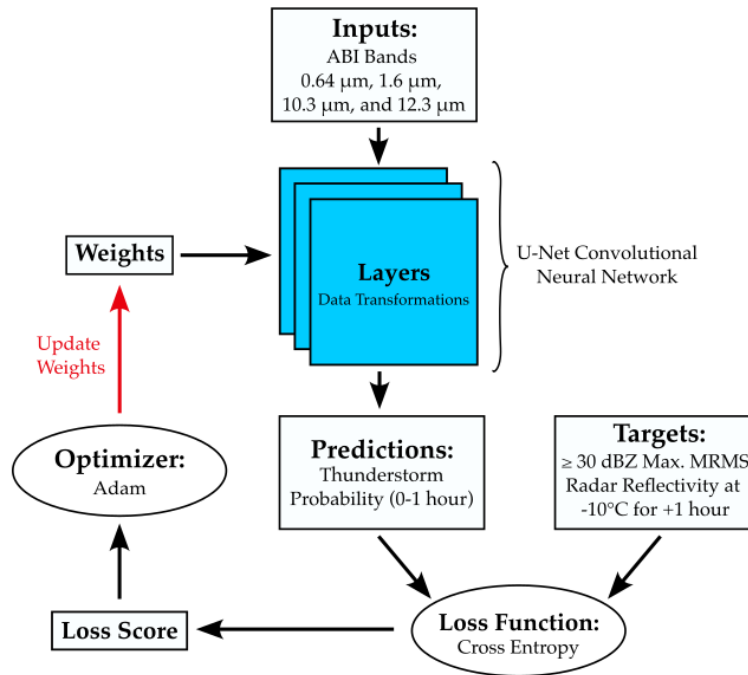 Inputs:
ABI Bands
0.64 µm, 1.6 µm,
10.3 µm, and 12.3 µm
Weights
Layers
Data Transformations
U-Net Convolutional
Neural Network
Update
Weights
Optimizer:
Adam
Predictions:
Thunderstorm
Probability (0-1 hour)
Targets:
≥ 30 dBZ Max. MRMS
Radar Reflectivity at
-10°C for +1 hour
Loss Score
Loss Function:
Cross Entropy